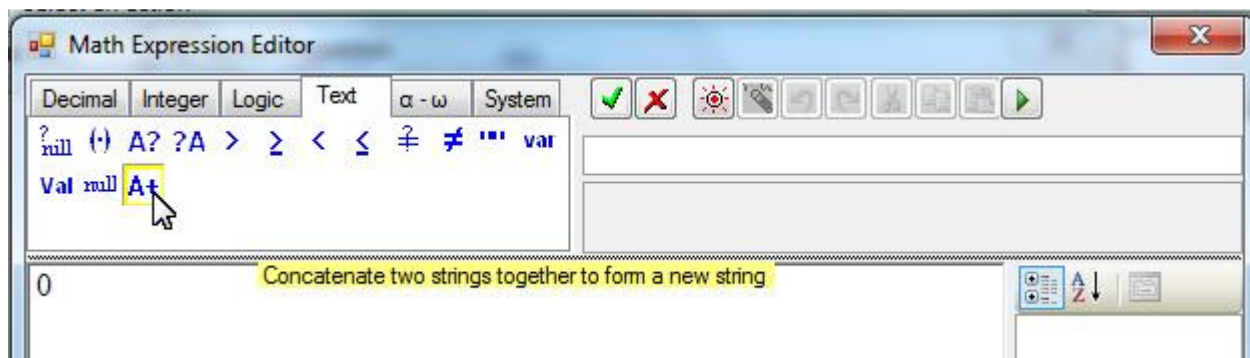 Math Expression Editor
Decimal Integer Logic Text α - ω System
? null (·) A? ?A > ≥ < ≤ ≠ "" var
Val null A+
Concatenate two strings together to form a new string
0
A Z